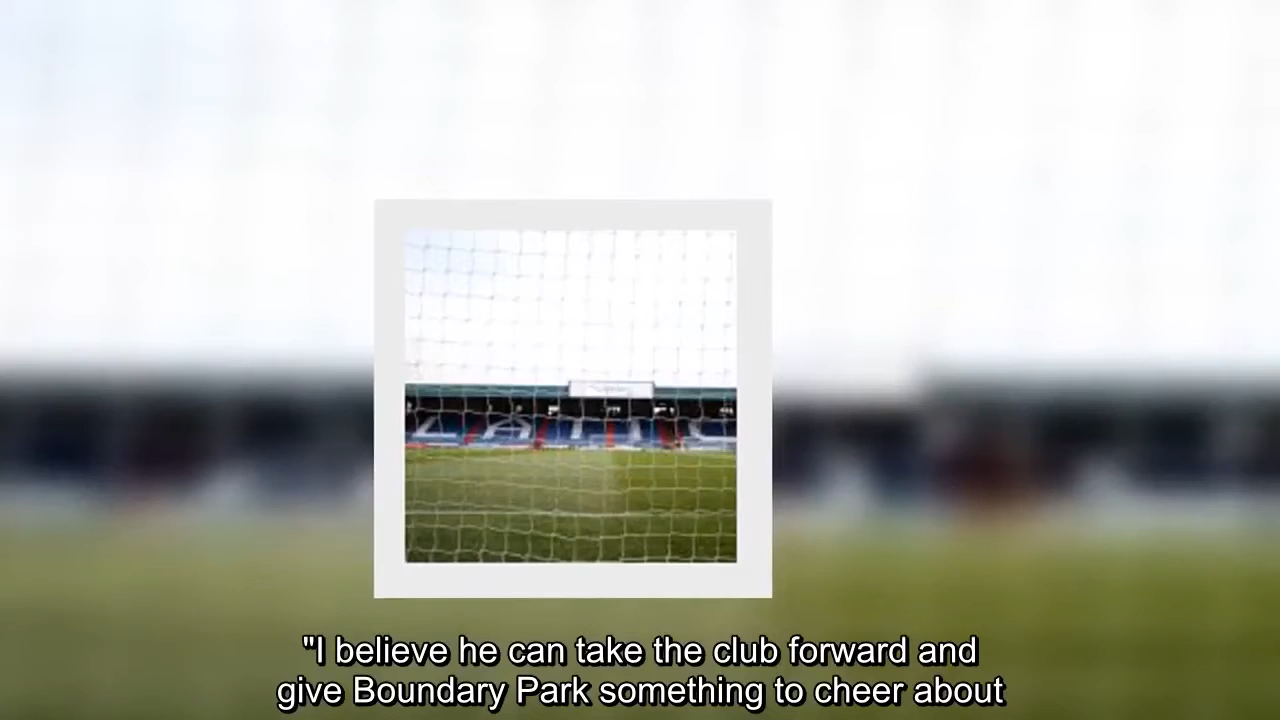 "I believe he can take the club forward and
give Boundary Park something to cheer about